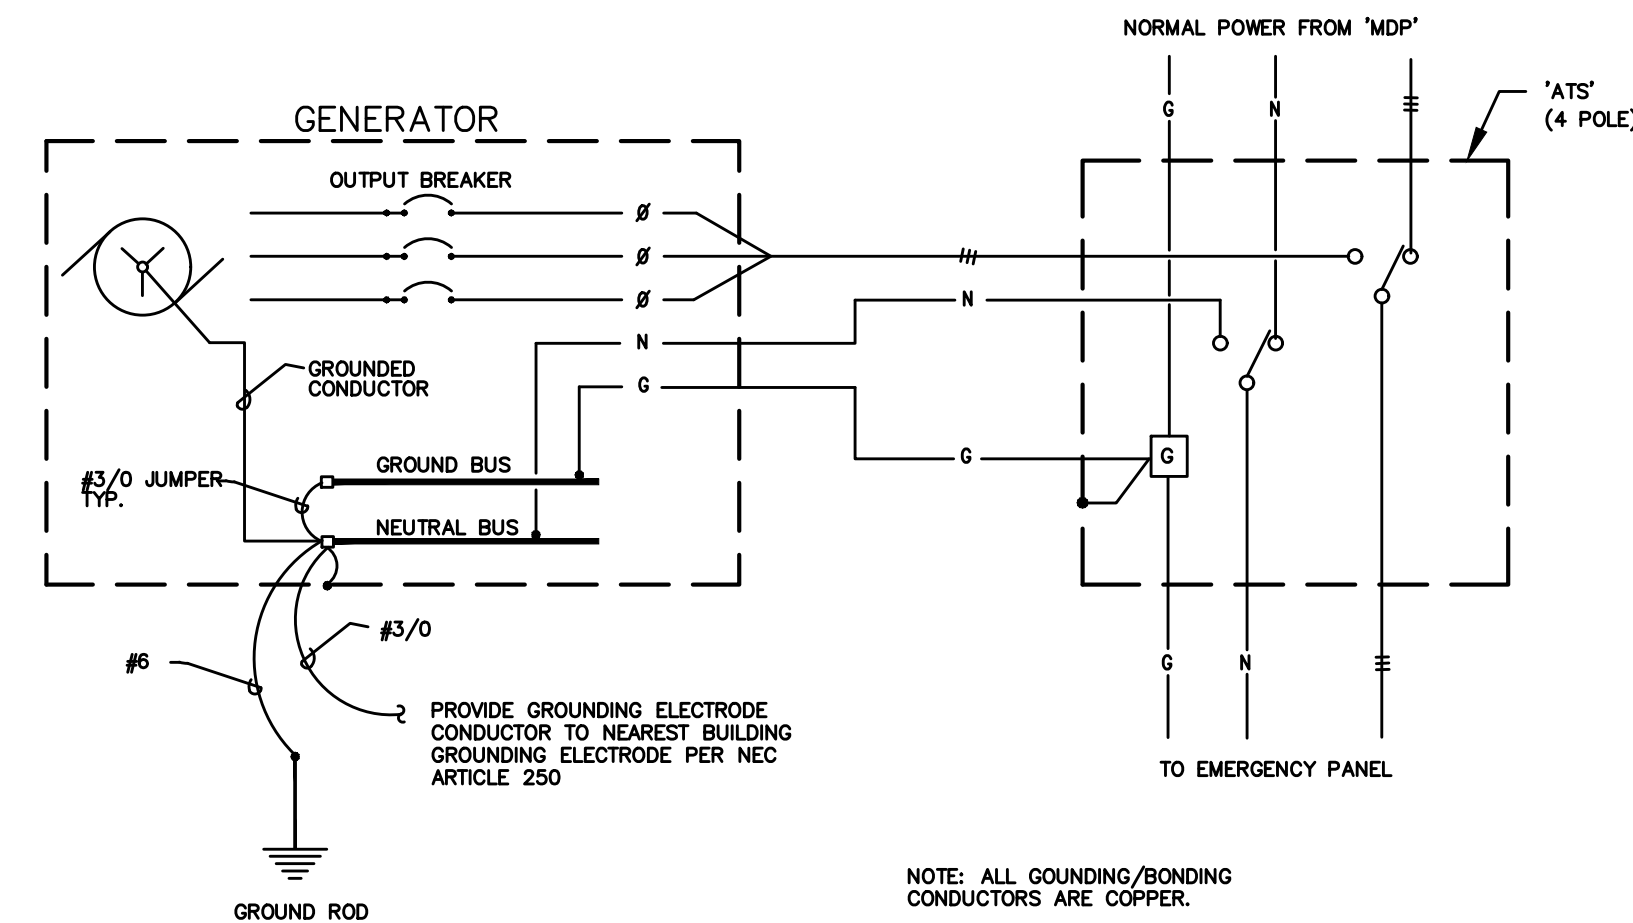 NORMAL POWER FROM 'MDP'
G
N
'ATS'
(4 POLE)
GENERATOR
OUTPUT BREAKER
Ø
Ø
Ø
N
G
N
G
G
GROUNDED
CONDUCTOR
GROUND BUS
#3/0 JUMPER
TYP.
NEUTRAL BUS
#3/0
#6
G
N
PROVIDE GROUNDING ELECTRODE
CONDUCTOR TO NEAREST BUILDING
GROUNDING ELECTRODE PER NEC
ARTICLE 250
TO EMERGENCY PANEL
NOTE: ALL GOUNDING/BONDING
CONDUCTORS ARE COPPER.
GROUND ROD